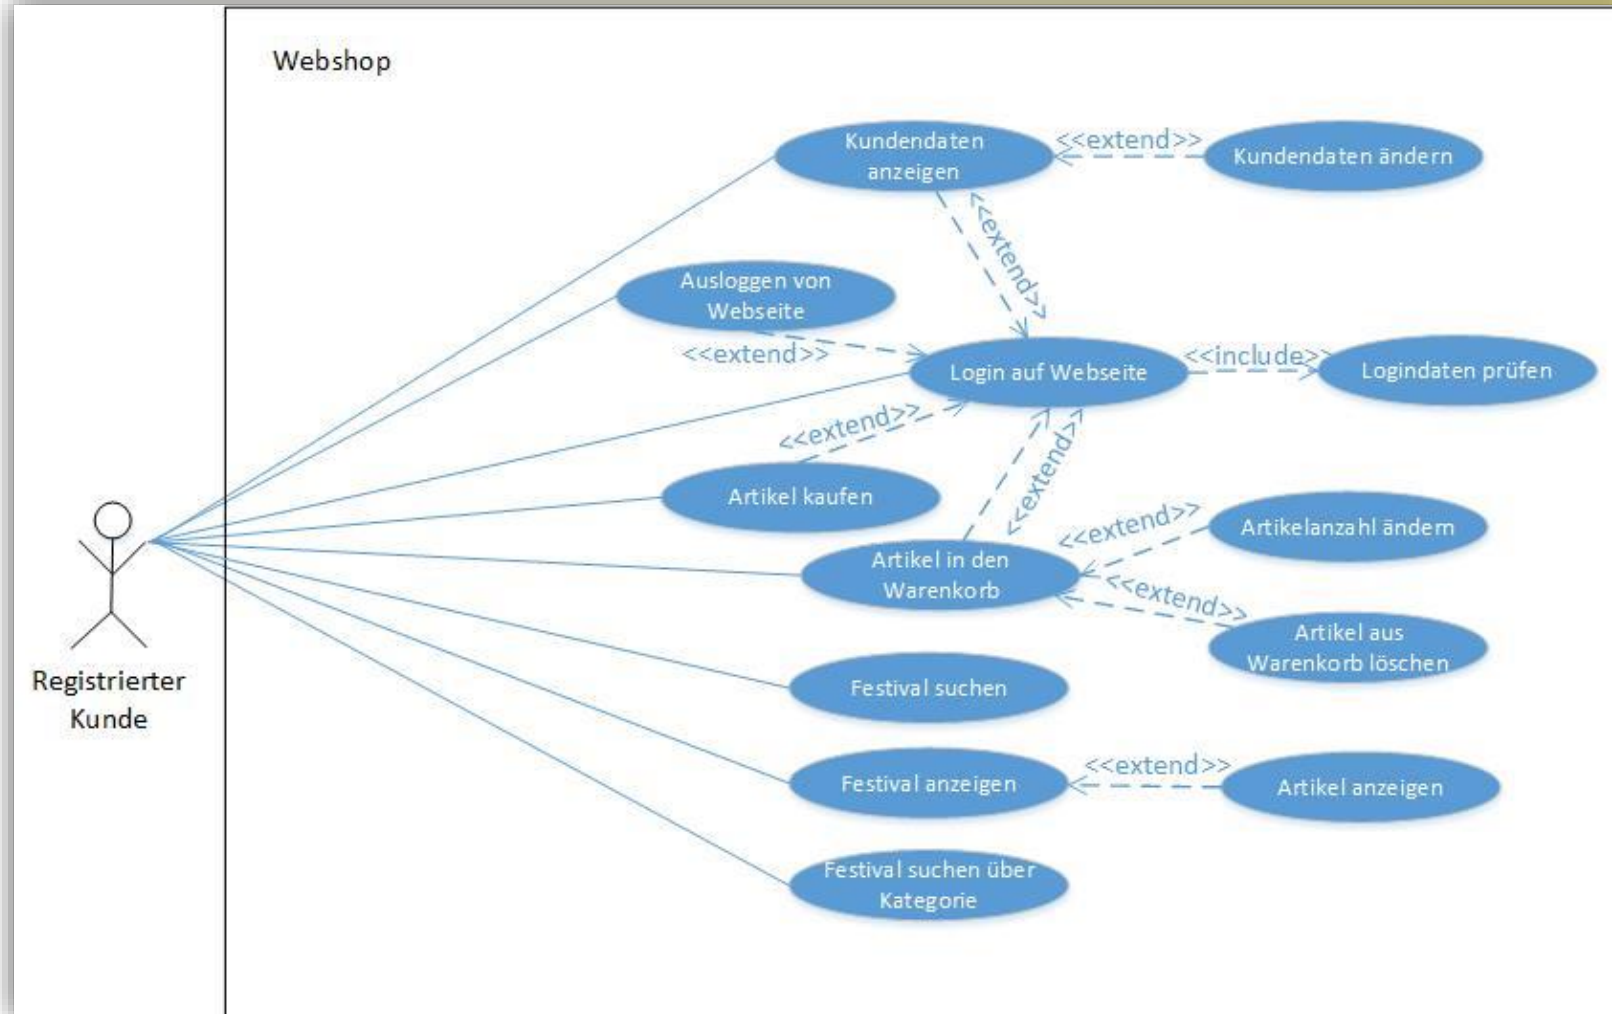 Webshop
Kundendaten
anzeigen
<<extend>>
Kundendaten ändern
<<extend>>
Ausloggen von
Webseite
<<extend>>
Login auf Webseite
<<include>>
Logindaten prüfen
<<extend>>
Artikel kaufen
<<extend>>
<<extend>>
Artikelanzahl ändern
Artikel in den
Warenkorb
<<extend>>
Artikel aus
Warenkorb löschen
Registrierter
Kunde
Festival suchen
Festival anzeigen
<<extend>>
Artikel anzeigen
Festival suchen über
Kategorie